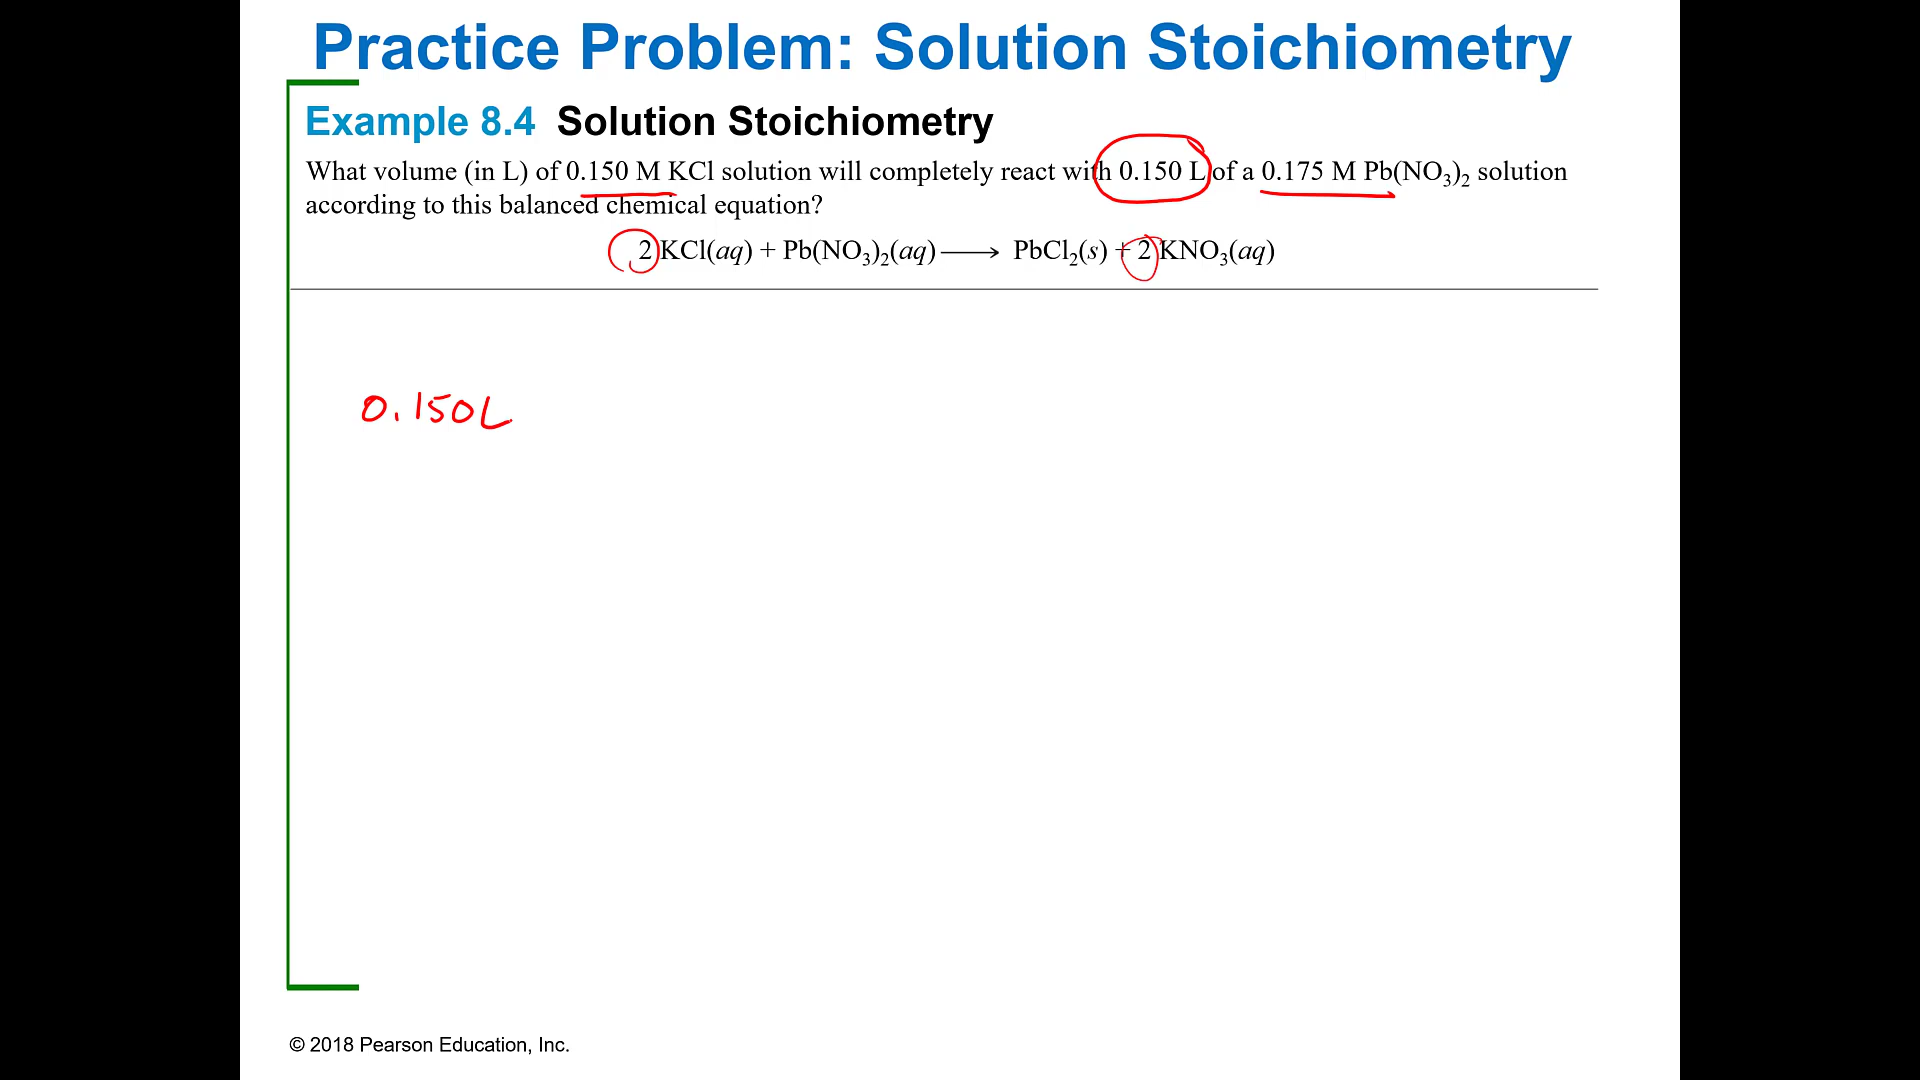 Practice Problem: Solution Stoichiometry
Example 8.4 Solution Stoichiometry
What volume (in L) of 0.150 M KCl solution will completely react with 0.150 L of a 0.175 M Pb(NO₃)₂ solution
according to this balanced chemical equation?
2 KCl(aq) + Pb(NO₃)₂(aq) ⟶ PbCl₂(s) + 2 KNO₃(aq)
0.150L
© 2018 Pearson Education, Inc.